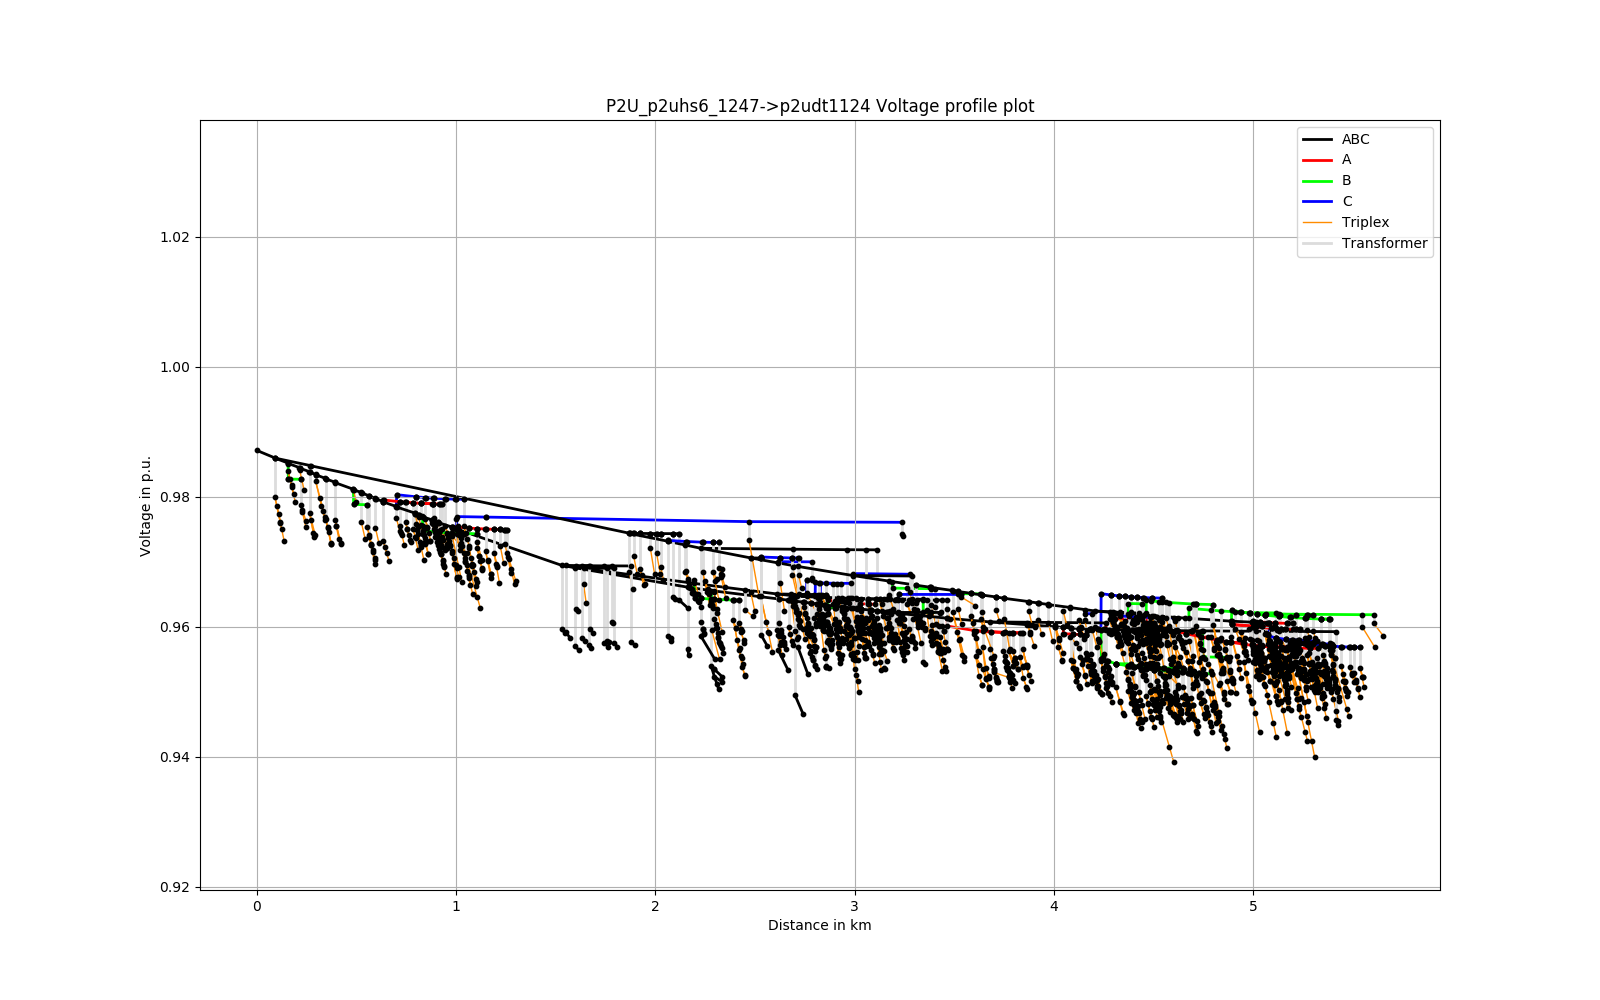 P2U_p2uhs6_1247->p2udt1124 Voltage profile plot
ABC
A
B
C
Triplex
Transformer
1.02
1.00
0.98
0.96
0.94
0.92
Voltage in p.u.
0 1 2 3 4 5
Distance in km